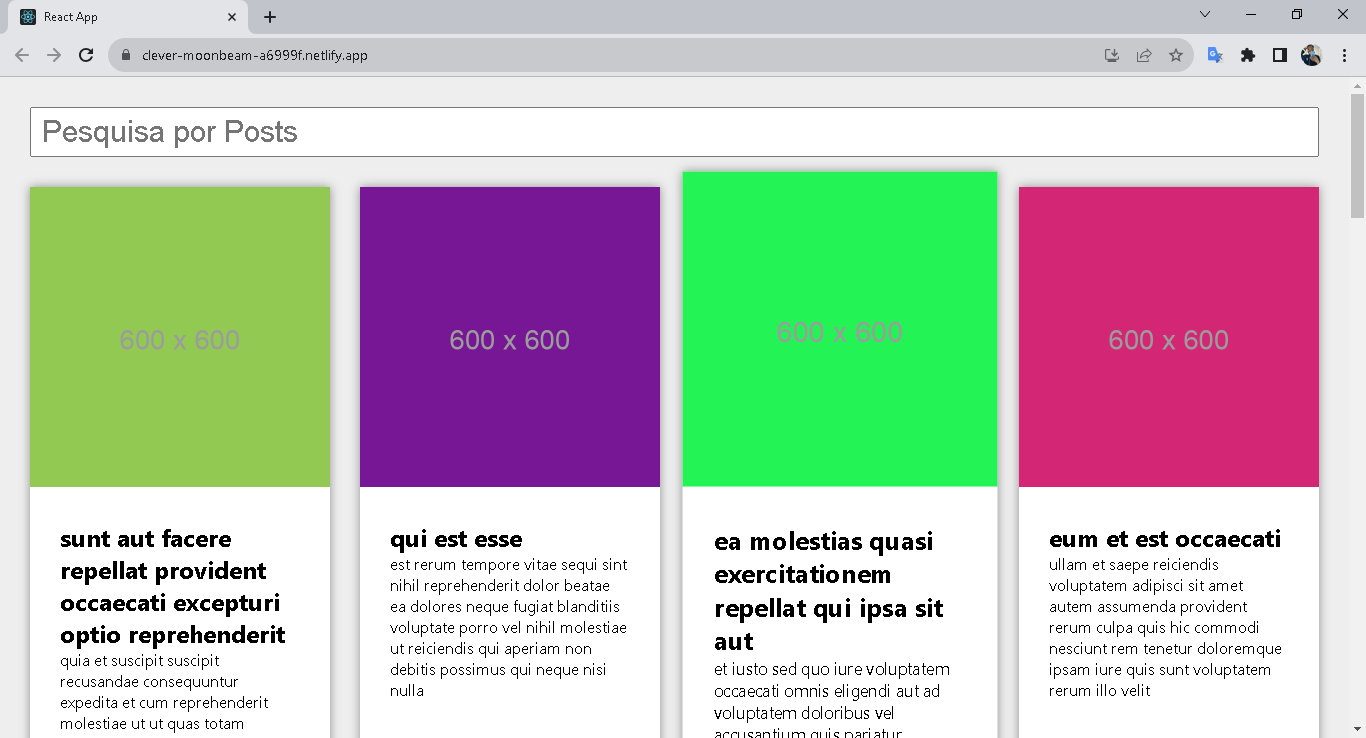 React App
clever-moonbeam-a6999f.netlify.app
Pesquisa por Posts
600 x 600
sunt aut facere
repellat provident
occaecati excepturi
optio reprehenderit
quia et suscipit suscipit
recusandae consequuntur
expedita et cum reprehenderit
molestiae ut ut quas totam
600 x 600
qui est esse
est rerum tempore vitae sequi sint
nihil reprehenderit dolor beatae
ea dolores neque fugiat blanditiis
voluptate porro vel nihil molestiae
ut reiciendis qui aperiam non
debitis possimus qui neque nisi
nulla
600 x 600
ea molestias quasi
exercitationem
repellat qui ipsa sit
aut
et iusto sed quo iure voluptatem
occaecati omnis eligendi aut ad
voluptatem doloribus vel
accusantium quis pariatur
600 x 600
eum et est occaecati
ullam et saepe reiciendis
voluptatem adipisci sit amet
autem assumenda provident
rerum culpa quis hic commodi
nesciunt rem tenetur doloremque
ipsam iure quis sunt voluptatem
rerum illo velit